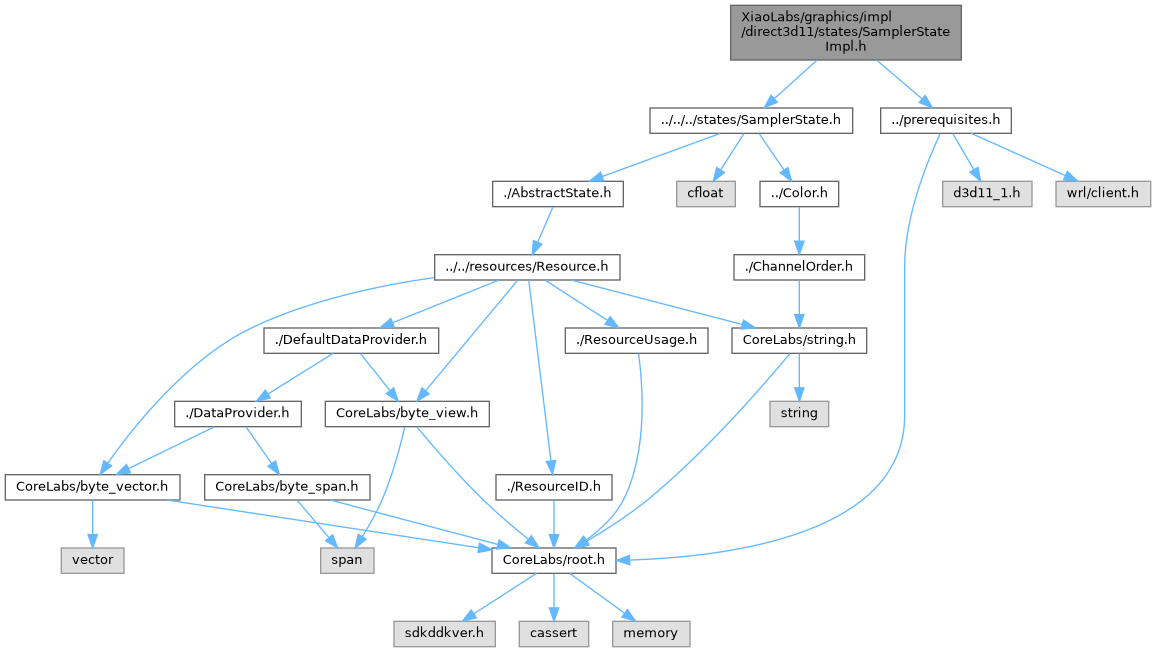 XiaoLabs/graphics/impl
/direct3d11/states/SamplerState
Impl.h
../../../states/SamplerState.h
../prerequisites.h
./AbstractState.h
cfloat
../Color.h
d3d11_1.h
wrl/client.h
../../resources/Resource.h
./ChannelOrder.h
./DefaultDataProvider.h
./ResourceUsage.h
CoreLabs/string.h
./DataProvider.h
CoreLabs/byte_view.h
string
CoreLabs/byte_vector.h
CoreLabs/byte_span.h
./ResourceID.h
vector
span
CoreLabs/root.h
sdkddkver.h
cassert
memory